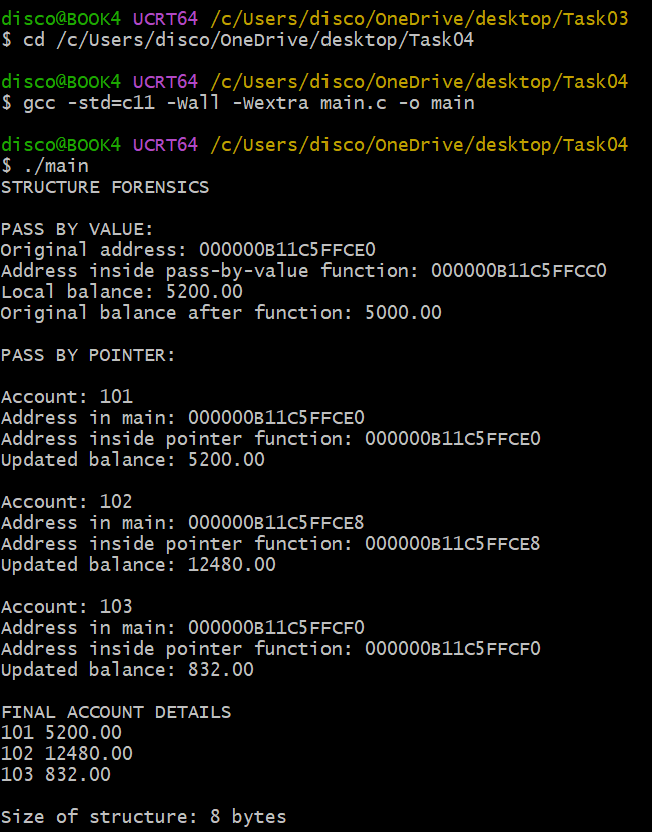 disco@BOOK4 UCRT64 /c/Users/disco/OneDrive/desktop/Task03
$ cd /c/Users/disco/OneDrive/desktop/Task04
disco@BOOK4 UCRT64 /c/Users/disco/OneDrive/desktop/Task04
$ gcc -std=c11 -Wall -Wextra main.c -o main
disco@BOOK4 UCRT64 /c/Users/disco/OneDrive/desktop/Task04
$ ./main
STRUCTURE FORENSICS
PASS BY VALUE:
Original address: 000000B11C5FFCE0
Address inside pass-by-value function: 000000B11C5FFCC0
Local balance: 5200.00
Original balance after function: 5000.00
PASS BY POINTER:
Account: 101
Address in main: 000000B11C5FFCE0
Address inside pointer function: 000000B11C5FFCE0
Updated balance: 5200.00
Account: 102
Address in main: 000000B11C5FFCE8
Address inside pointer function: 000000B11C5FFCE8
Updated balance: 12480.00
Account: 103
Address in main: 000000B11C5FFCF0
Address inside pointer function: 000000B11C5FFCF0
Updated balance: 832.00
FINAL ACCOUNT DETAILS
101 5200.00
102 12480.00
103 832.00
Size of structure: 8 bytes